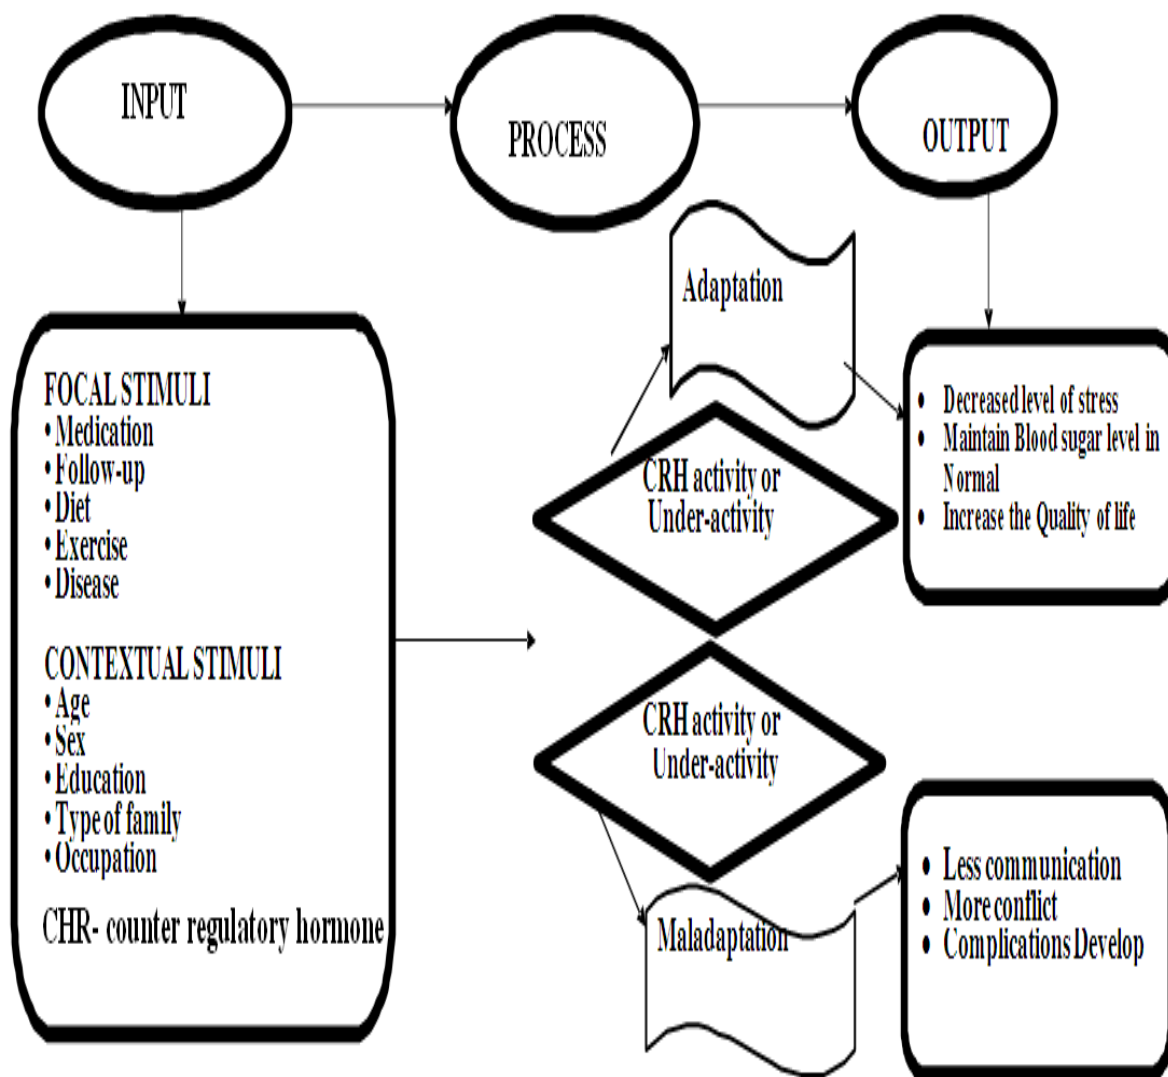 INPUT
PROCESS
OUTPUT
FOCAL STIMULI
• Medication
• Follow-up
• Diet
• Exercise
• Disease
CONTEXTUAL STIMULI
• Age
• Sex
• Education
• Type of family
• Occupation
CHR- counter regulatory hormone
Adaptation
CRH activity or
Under-activity
CRH activity or
Under-activity
Maladaptation
• Decreased level of stress
• Maintain Blood sugar level in
Normal
• Increase the Quality of life
• Less communication
• More conflict
• Complications Develop